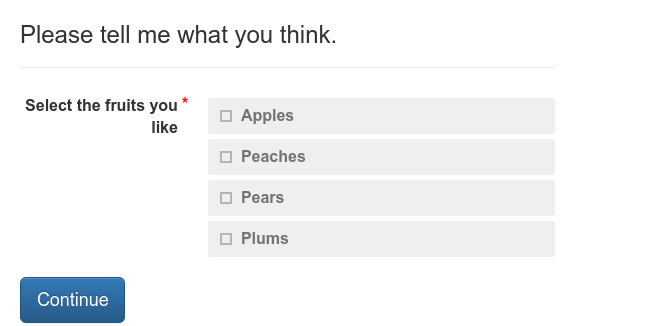 Please tell me what you think.
Select the fruits you *
like
Apples
Peaches
Pears
Plums
Continue